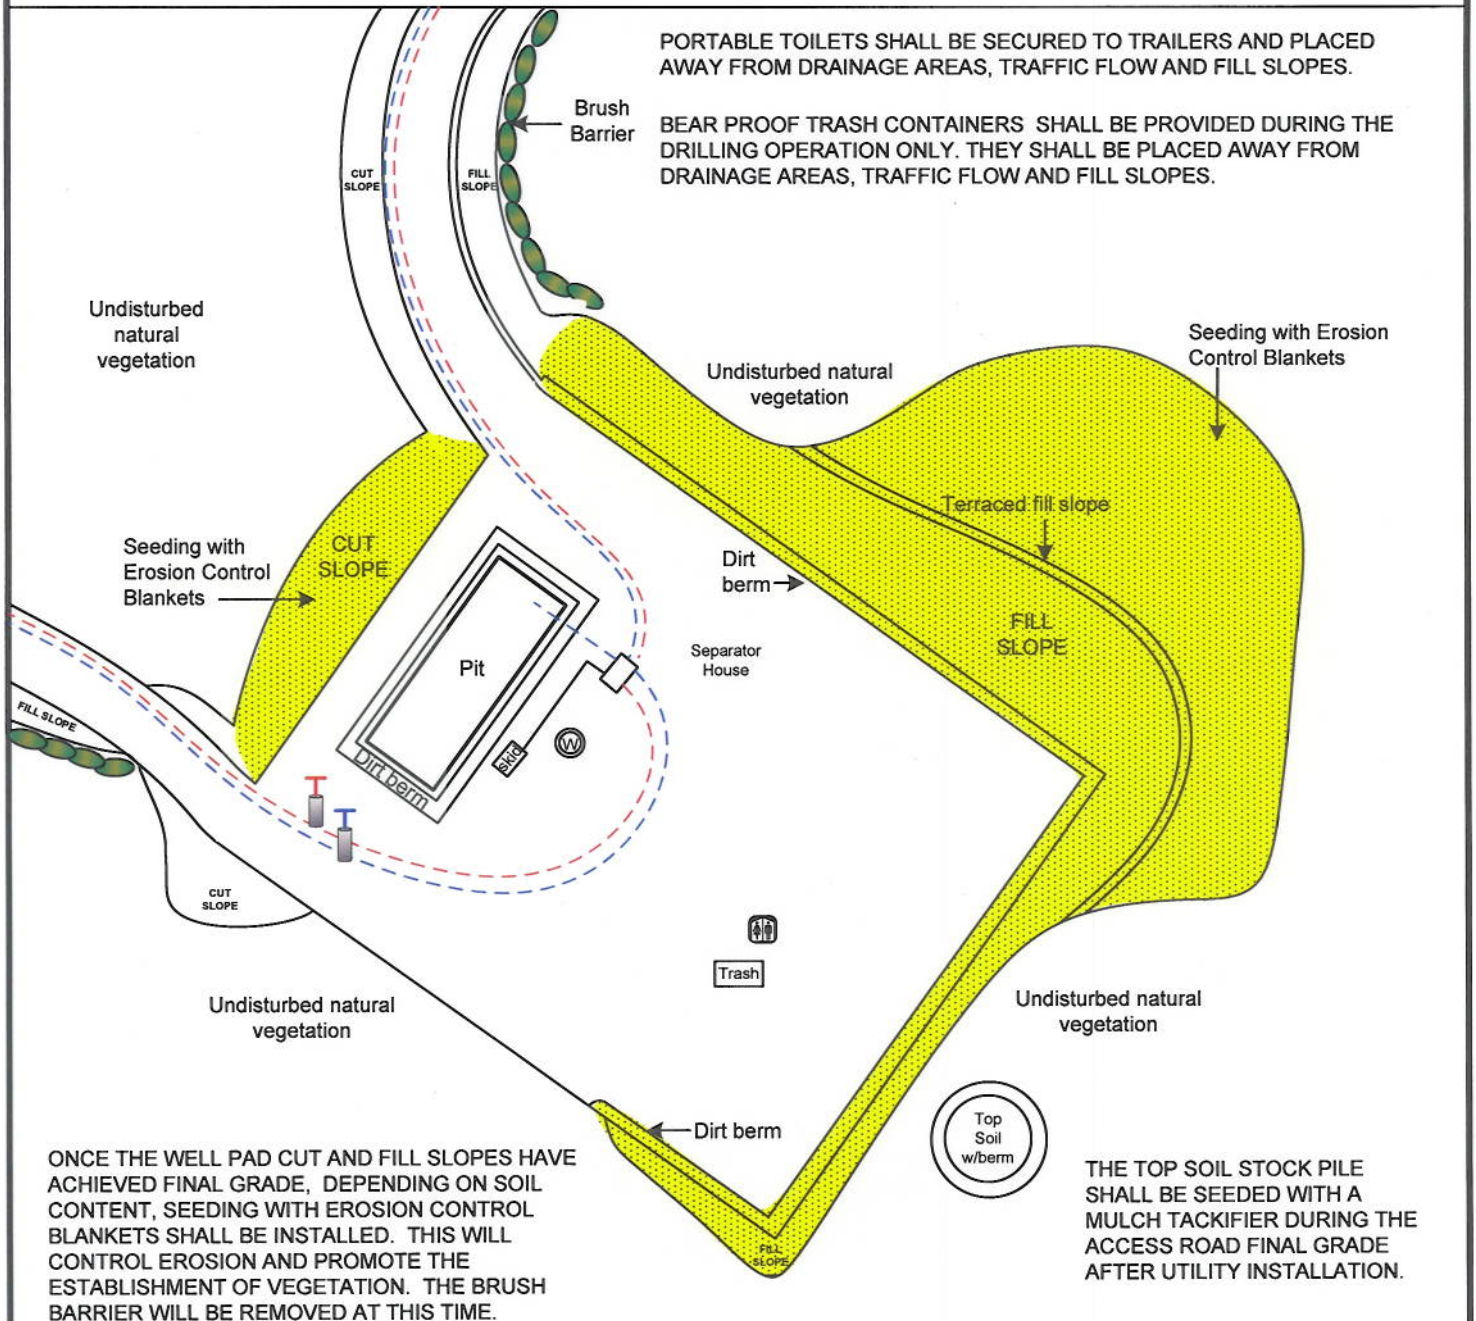 PORTABLE TOILETS SHALL BE SECURED TO TRAILERS AND PLACED
AWAY FROM DRAINAGE AREAS, TRAFFIC FLOW AND FILL SLOPES.
Brush
Barrier
BEAR PROOF TRASH CONTAINERS SHALL BE PROVIDED DURING THE
DRILLING OPERATION ONLY. THEY SHALL BE PLACED AWAY FROM
DRAINAGE AREAS, TRAFFIC FLOW AND FILL SLOPES.
CUT
SLOPE
FILL
SLOPE
Undisturbed
natural
vegetation
Seeding with Erosion
Control Blankets
Undisturbed natural
vegetation
Terraced fill slope
Seeding with
Erosion Control
Blankets
CUT
SLOPE
Dirt
berm
FILL
SLOPE
Pit
Separator
House
FILL SLOPE
W
skid
Dirt berm
CUT
SLOPE
Trash
Undisturbed natural
vegetation
Undisturbed natural
vegetation
Dirt berm
Top
Soil
w/berm
FILL
SLOPE
ONCE THE WELL PAD CUT AND FILL SLOPES HAVE
ACHIEVED FINAL GRADE, DEPENDING ON SOIL
CONTENT, SEEDING WITH EROSION CONTROL
BLANKETS SHALL BE INSTALLED. THIS WILL
CONTROL EROSION AND PROMOTE THE
ESTABLISHMENT OF VEGETATION. THE BRUSH
BARRIER WILL BE REMOVED AT THIS TIME.
THE TOP SOIL STOCK PILE
SHALL BE SEEDED WITH A
MULCH TACKIFIER DURING THE
ACCESS ROAD FINAL GRADE
AFTER UTILITY INSTALLATION.